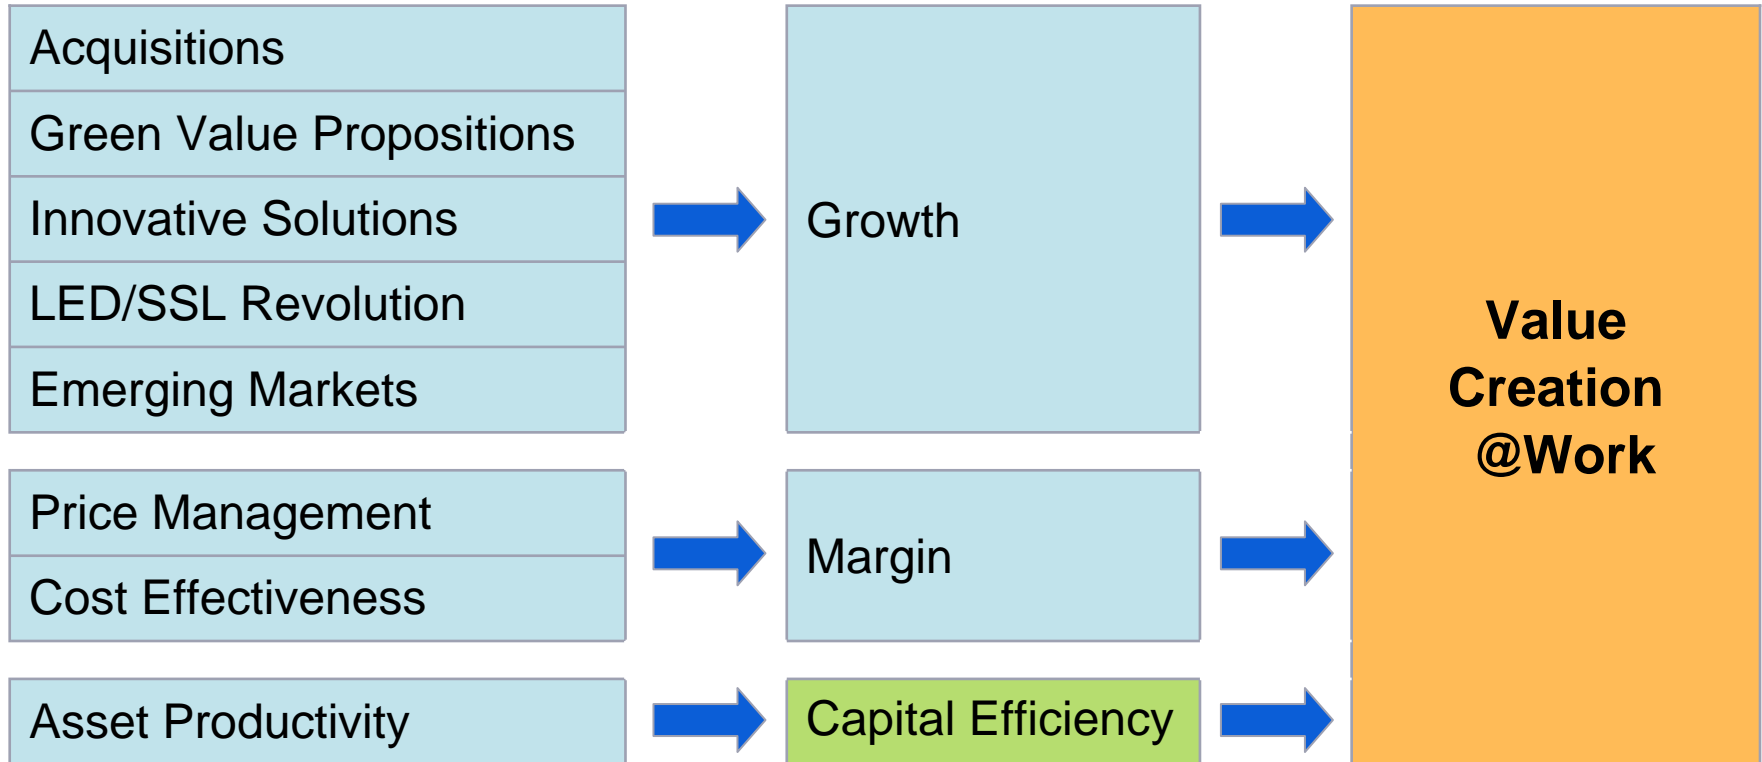 Acquisitions
Green Value Propositions
Innovative Solutions
LED/SSL Revolution
Emerging Markets
Growth
Price Management
Cost Effectiveness
Margin
Asset Productivity
Capital Efficiency
Value
Creation
@Work